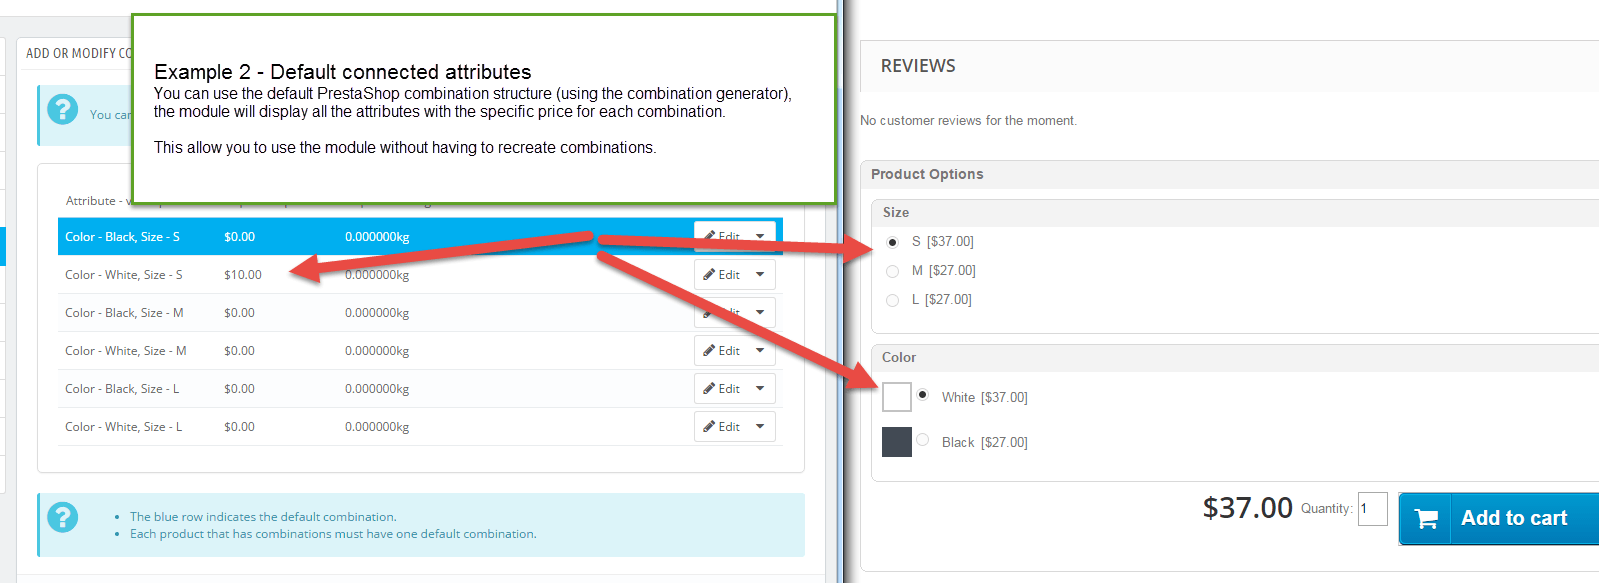 ADD OR MODIFY CO
Example 2 - Default connected attributes
You can use the default PrestaShop combination structure (using the combination generator),
the module will display all the attributes with the specific price for each combination.
This allow you to use the module without having to recreate combinations.
You can
Attribute - v
Color - Black, Size - S $0.00 0.000000kg Edit
Color - White, Size - S $10.00 0.000000kg Edit
Color - Black, Size - M $0.00 0.000000kg Edit
Color - White, Size - M $0.00 0.000000kg Edit
Color - Black, Size - L $0.00 0.000000kg Edit
Color - White, Size - L $0.00 0.000000kg Edit
? The blue row indicates the default combination.
Each product that has combinations must have one default combination.
REVIEWS
No customer reviews for the moment.
Product Options
Size
S [$37.00]
M [$27.00]
L [$27.00]
Color
White [$37.00]
Black [$27.00]
$37.00 Quantity: 1 Add to cart